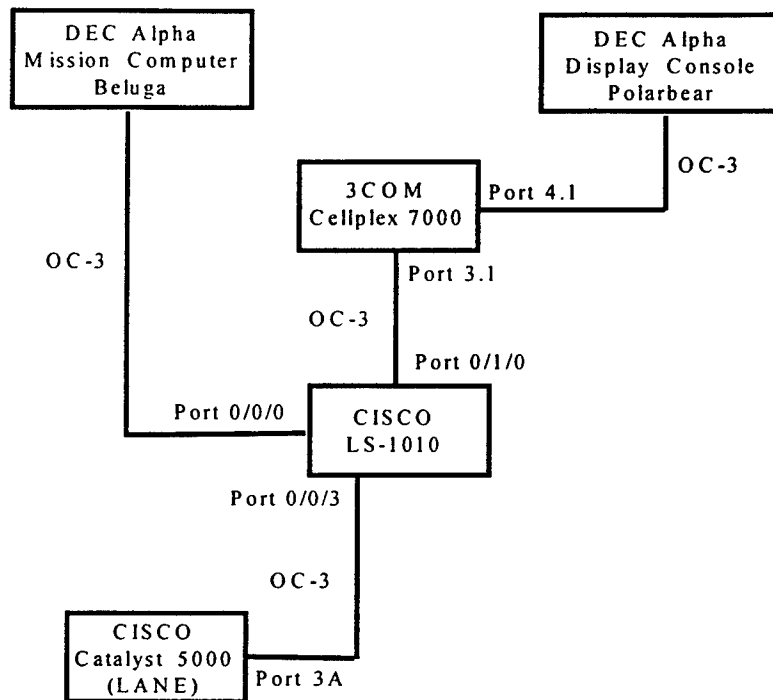 DEC Alpha
Mission Computer
Beluga
DEC Alpha
Display Console
Polarbear
OC-3
3COM
Cellplex 7000
Port 4.1
OC-3
Port 3.1
OC-3
Port 0/1/0
Port 0/0/0
CISCO
LS-1010
Port 0/0/3
OC-3
CISCO
Catalyst 5000
(LANE)
Port 3A